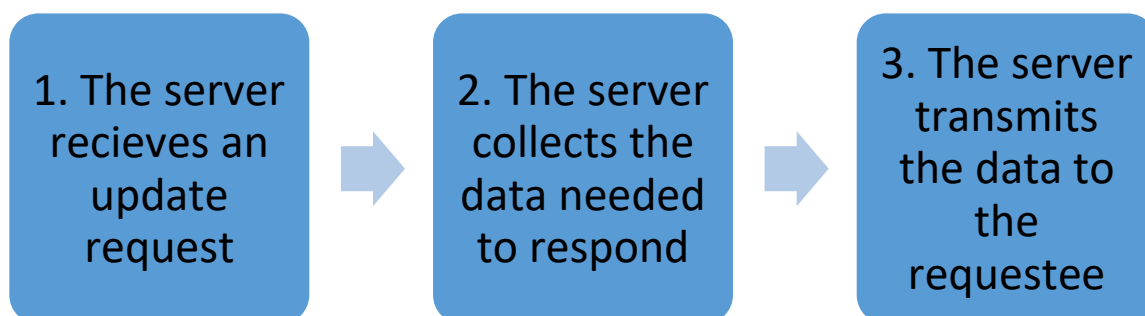 1. The server
recieves an
update
request
2. The server
collects the
data needed
to respond
3. The server
transmits
the data to
the
requestee